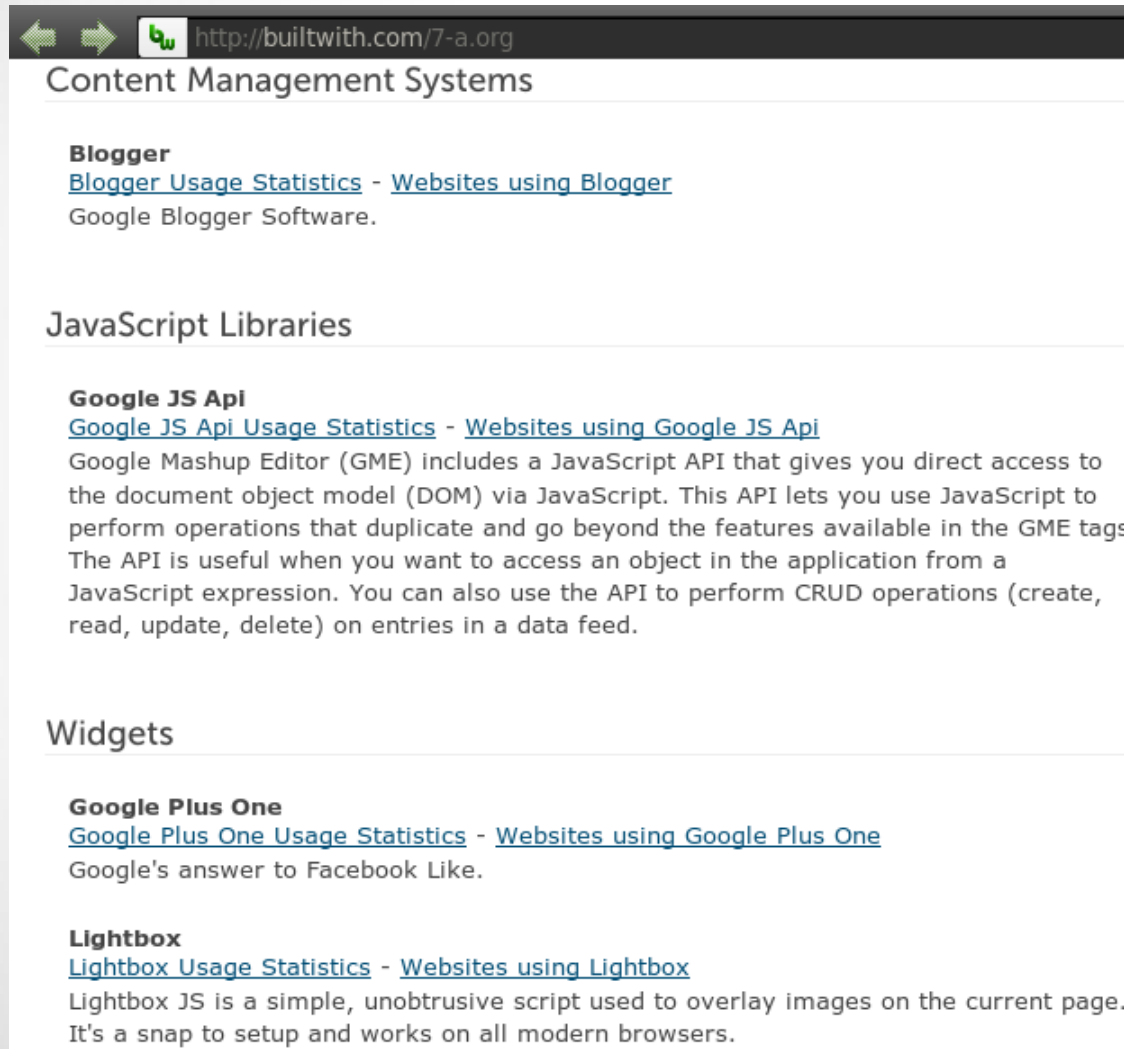 bw http://builtwith.com/7-a.org
Content Management Systems
Blogger
Blogger Usage Statistics - Websites using Blogger
Google Blogger Software.
JavaScript Libraries
Google JS Api
Google JS Api Usage Statistics - Websites using Google JS Api
Google Mashup Editor (GME) includes a JavaScript API that gives you direct access to
the document object model (DOM) via JavaScript. This API lets you use JavaScript to
perform operations that duplicate and go beyond the features available in the GME tags
The API is useful when you want to access an object in the application from a
JavaScript expression. You can also use the API to perform CRUD operations (create,
read, update, delete) on entries in a data feed.
Widgets
Google Plus One
Google Plus One Usage Statistics - Websites using Google Plus One
Google's answer to Facebook Like.
Lightbox
Lightbox Usage Statistics - Websites using Lightbox
Lightbox JS is a simple, unobtrusive script used to overlay images on the current page.
It's a snap to setup and works on all modern browsers.